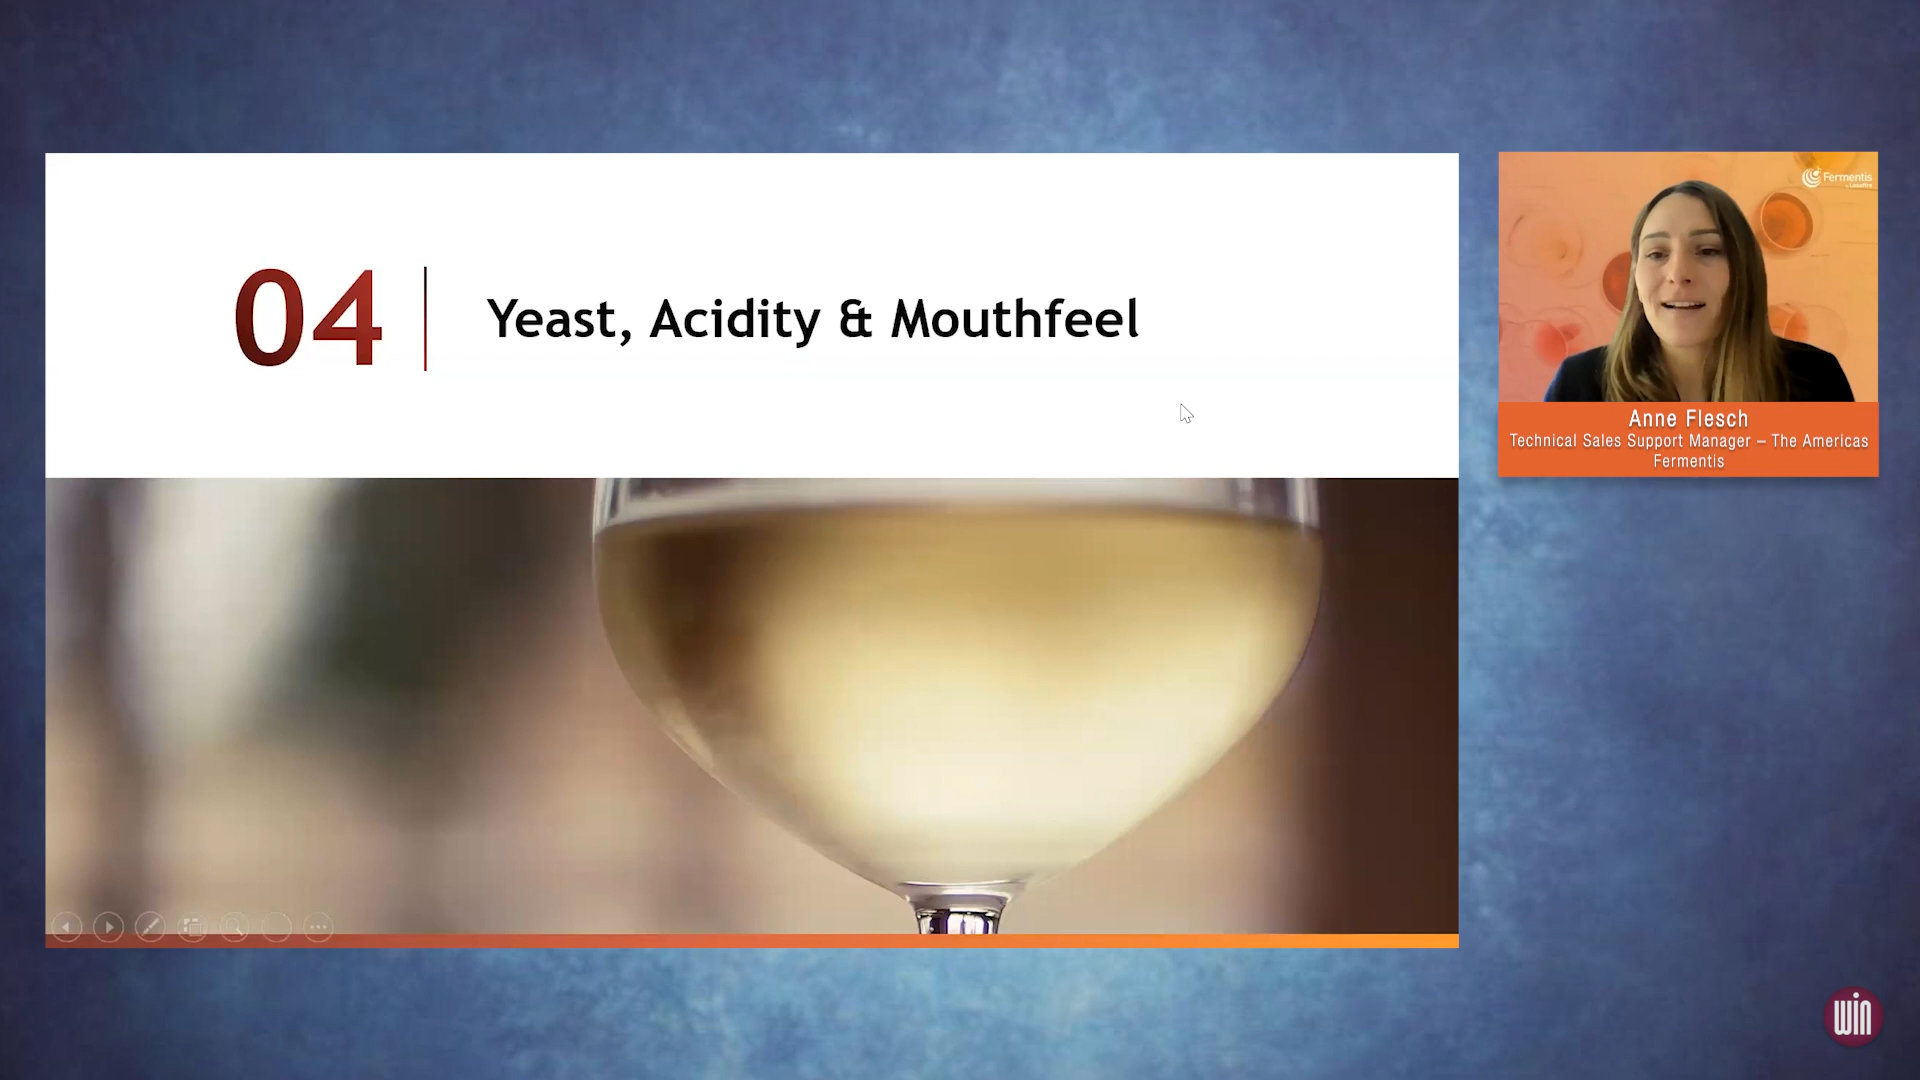 04
Yeast, Acidity & Mouthfeel
Fermentis
Anne Flesch
Technical Sales Support Manager – The Americas
Fermentis
win